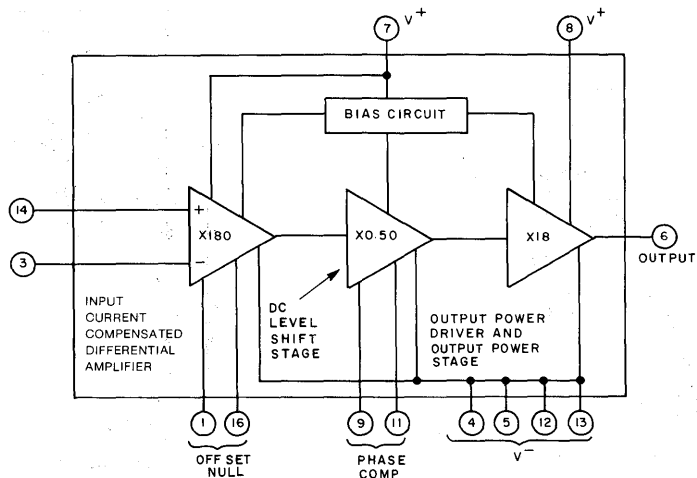 7 V+
8 V+
BIAS CIRCUIT
14
+
X180
X0.50
X18
6
3
−
OUTPUT
INPUT
CURRENT
COMPENSATED
DIFFERENTIAL
AMPLIFIER
DC
LEVEL
SHIFT
STAGE
OUTPUT POWER
DRIVER AND
OUTPUT POWER
STAGE
1 16
9 11
4 5 12 13
OFF SET
NULL
PHASE
COMP
V−